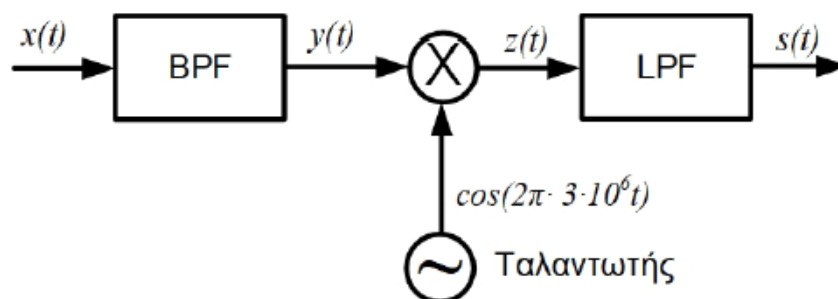 x(t)
BPF
y(t)
X
z(t)
LPF
s(t)
cos(2π· 3·10⁶t)
~
Ταλαντωτής